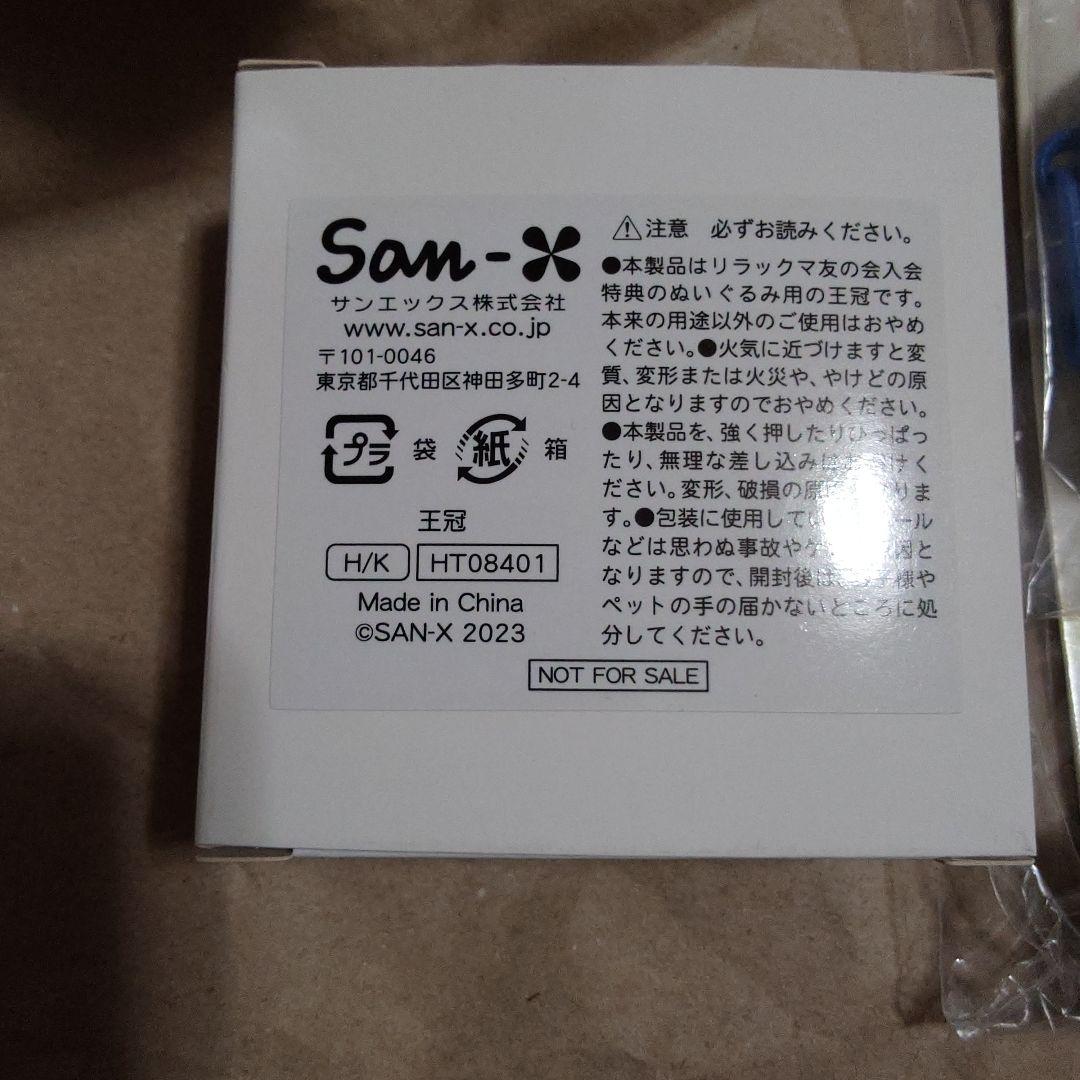 San-X
サンエックス株式会社
www.san-x.co.jp
〒101-0046
東京都千代田区神田多町2-4
プラ 袋 紙 箱
王冠
H/K HT08401
Made in China
©SAN-X 2023
注意 必ずお読みください。
●本製品はリラックマ友の会入会
特典のぬいぐるみ用の王冠です。
本来の用途以外のご使用はおやめ
ください。●火気に近づけますと変
質、変形または火災や、やけどの原
因となりますのでおやめください。
●本製品を、強く押したりひっぱっ
たり、無理な差し込みは けく
ださい。変形、破損の原 りま
す。●包装に使用して ール
などは思わぬ事故や 因と
なりますので、開封後は 様や
ペットの手の届かないところに処
分してください。
NOT FOR SALE